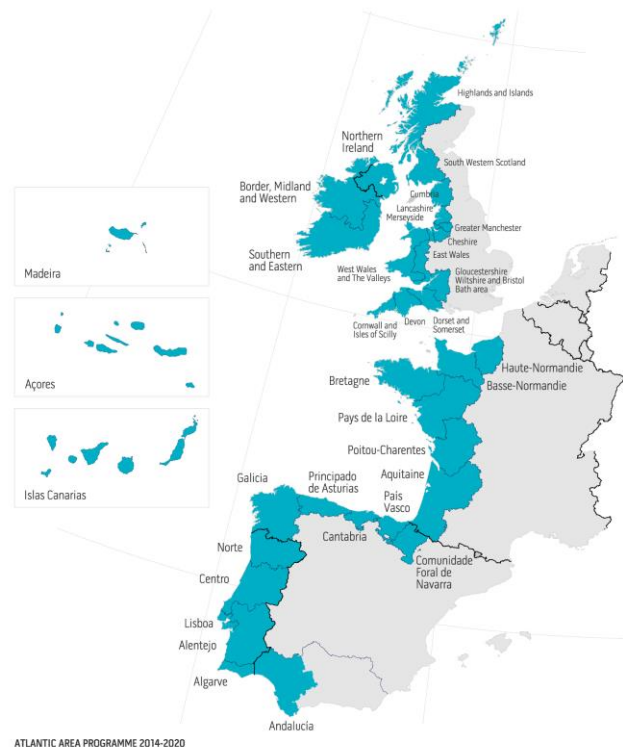 Highlands and Islands
Northern
Ireland
South Western Scotland
Border, Midland
and Western
Cumbria
Lancashire
Merseyside
Greater Manchester
Cheshire
East Wales
Southern
and Eastern
West Wales
and The Valleys
Gloucestershire
Wiltshire and Bristol
Bath area
Cornwall and
Isles of Scilly
Devon
Dorset and
Somerset
Madeira
Açores
Islas Canarias
Haute-Normandie
Basse-Normandie
Bretagne
Pays de la Loire
Poitou-Charentes
Aquitaine
País
Vasco
Principado
de Asturias
Galicia
Cantabria
Comunidade
Foral de
Navarra
Norte
Centro
Lisboa
Alentejo
Algarve
Andalucía
ATLANTIC AREA PROGRAMME 2014-2020